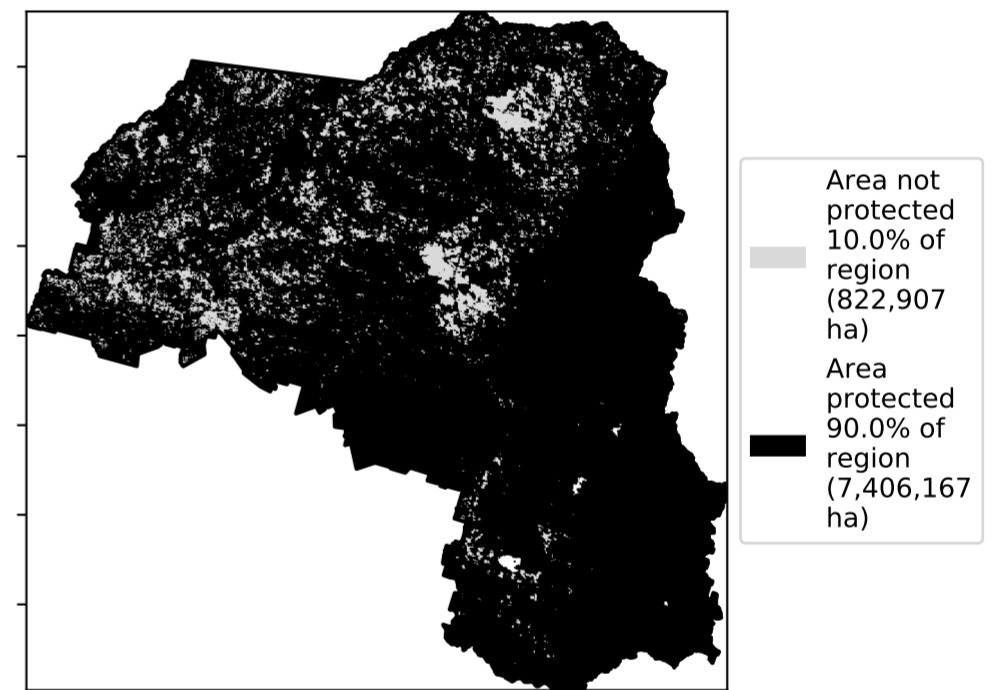 Area not
protected
10.0% of
region
(822,907
ha)
Area
protected
90.0% of
region
(7,406,167
ha)